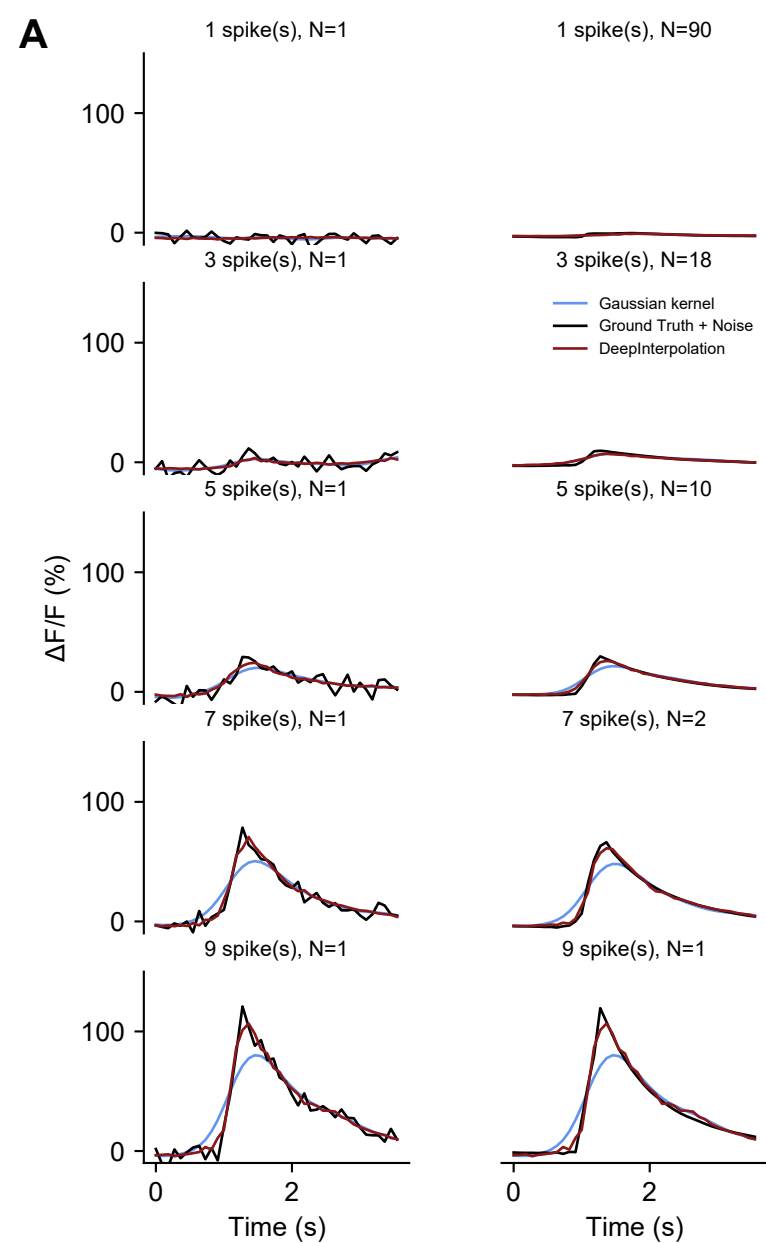 A
1 spike(s), N=1
1 spike(s), N=90
100
0
3 spike(s), N=1
3 spike(s), N=18
Gaussian kernel
Ground Truth + Noise
DeepInterpolation
100
0
5 spike(s), N=1
5 spike(s), N=10
ΔF/F (%)
100
0
7 spike(s), N=1
7 spike(s), N=2
100
0
9 spike(s), N=1
9 spike(s), N=1
100
0
0 2
0 2
Time (s)
Time (s)